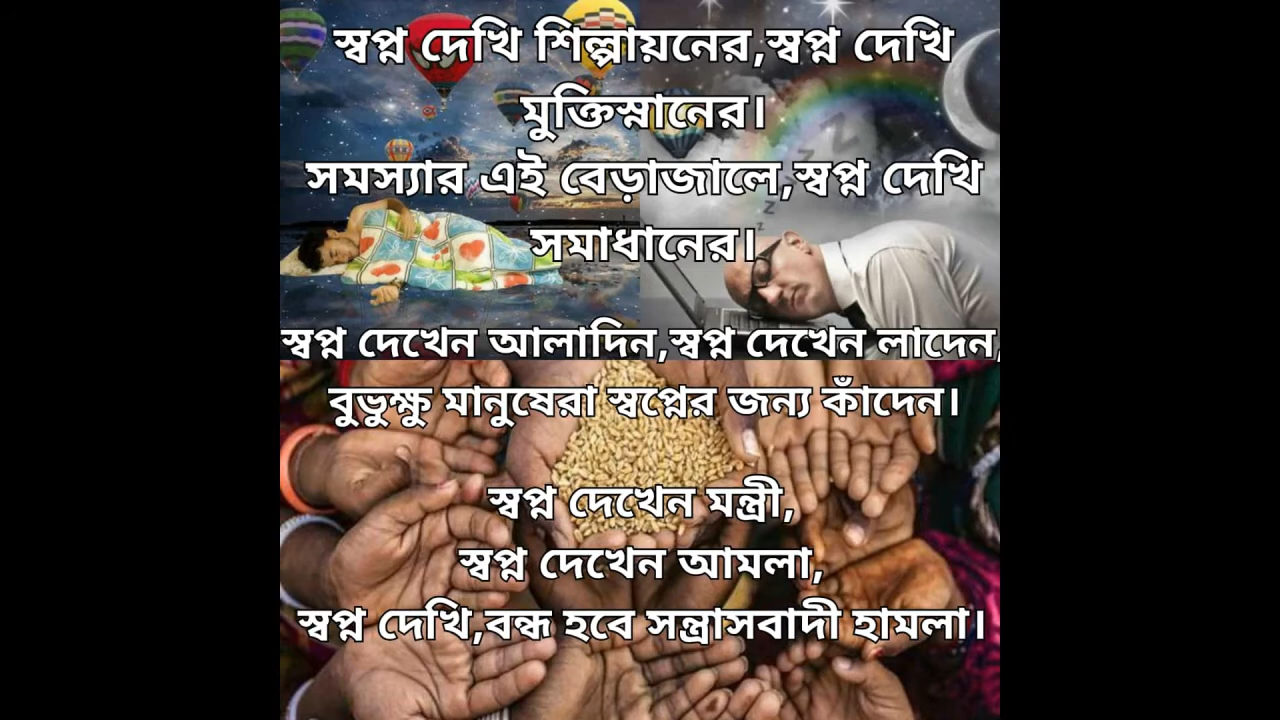 স্বপ্ন দেখি শিল্পায়নের,স্বপ্ন দেখি
মুক্তিস্নানের।
সমস্যার এই বেড়াজালে,স্বপ্ন দেখি
সমাধানের।
স্বপ্ন দেখেন আলাদিন,স্বপ্ন দেখেন লাদেন,
বুভুক্ষু মানুষেরা স্বপ্নের জন্য কাঁদেন।
স্বপ্ন দেখেন মন্ত্রী,
স্বপ্ন দেখেন আমলা,
স্বপ্ন দেখি,বন্ধ হবে সন্ত্রাসবাদী হামলা।